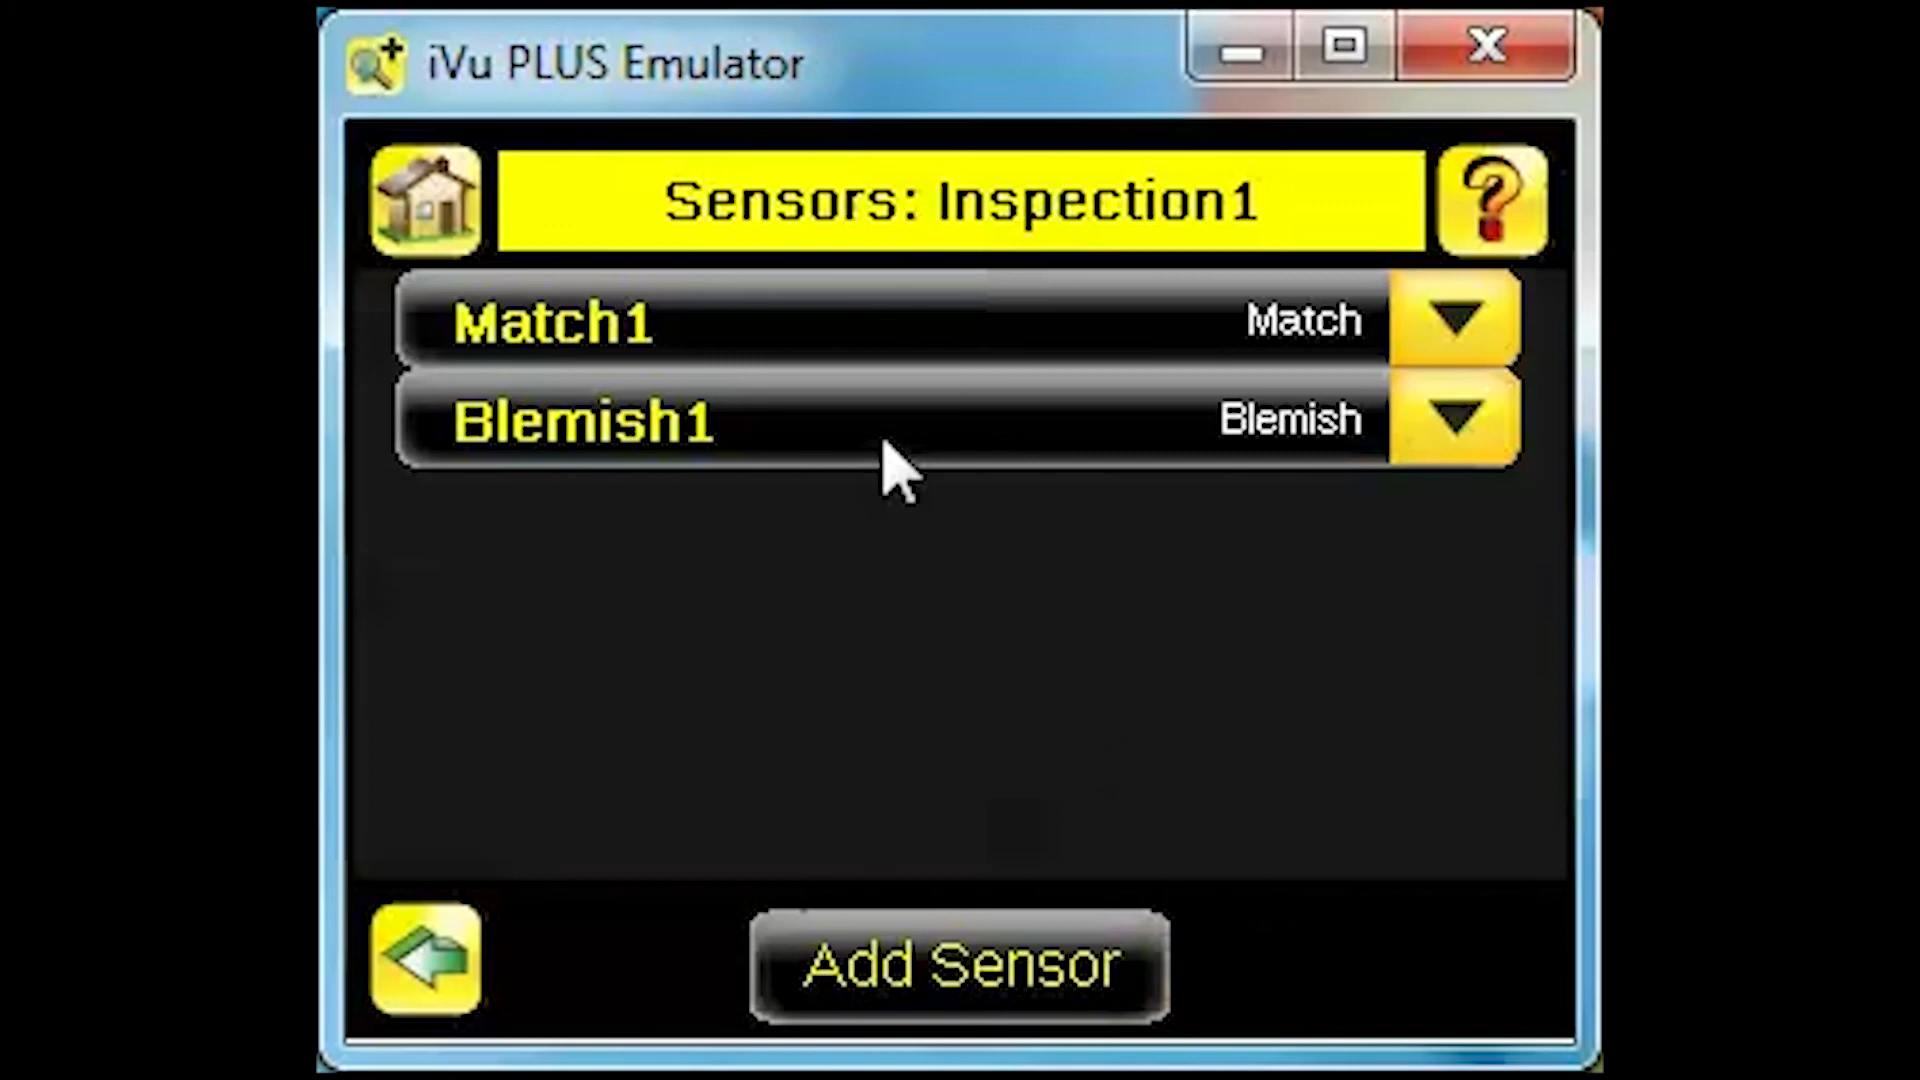 iVu PLUS Emulator
Sensors: Inspection1
Match1 Match
Blemish1 Blemish
Add Sensor